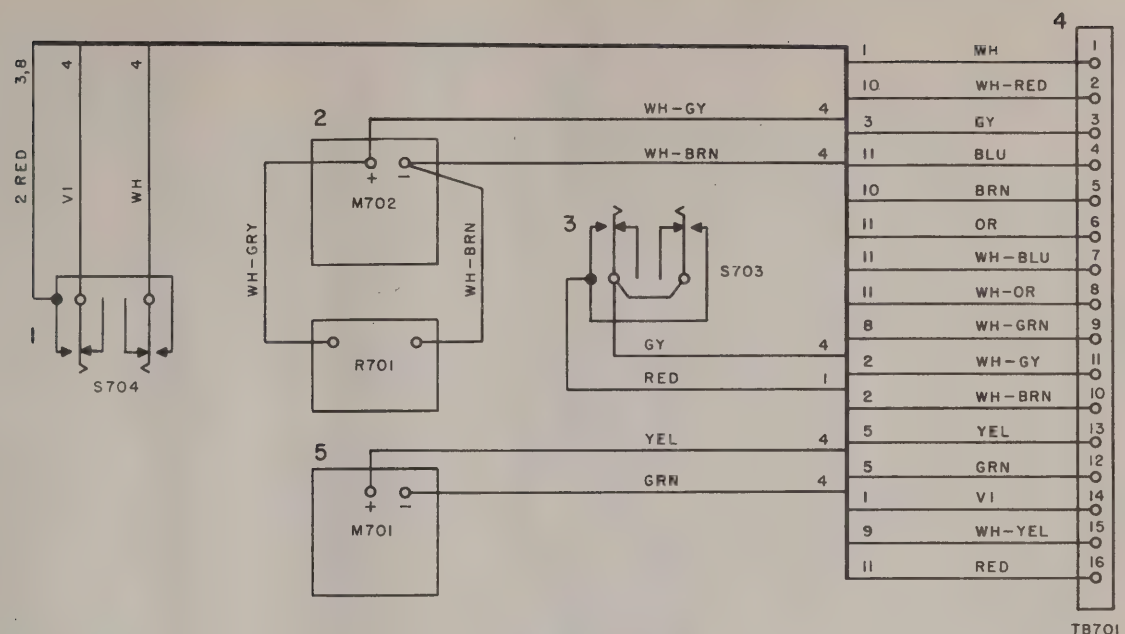 4
1 WH 1
10 WH-RED 2
3 GY 3
11 BLU 4
10 BRN 5
11 OR 6
11 WH-BLU 7
11 WH-OR 8
8 WH-GRN 9
2 WH-GY 11
2 WH-BRN 10
5 YEL 13
5 GRN 12
1 VI 14
9 WH-YEL 15
11 RED 16
TB701
2 RED 3,8
VI 4
WH 4
1
S704
2
WH-GY 4
WH-BRN 4
+ -
M702
WH-GRY
WH-BRN
R701
3
S703
GY 4
RED 1
5
YEL 4
GRN 4
+ -
M701